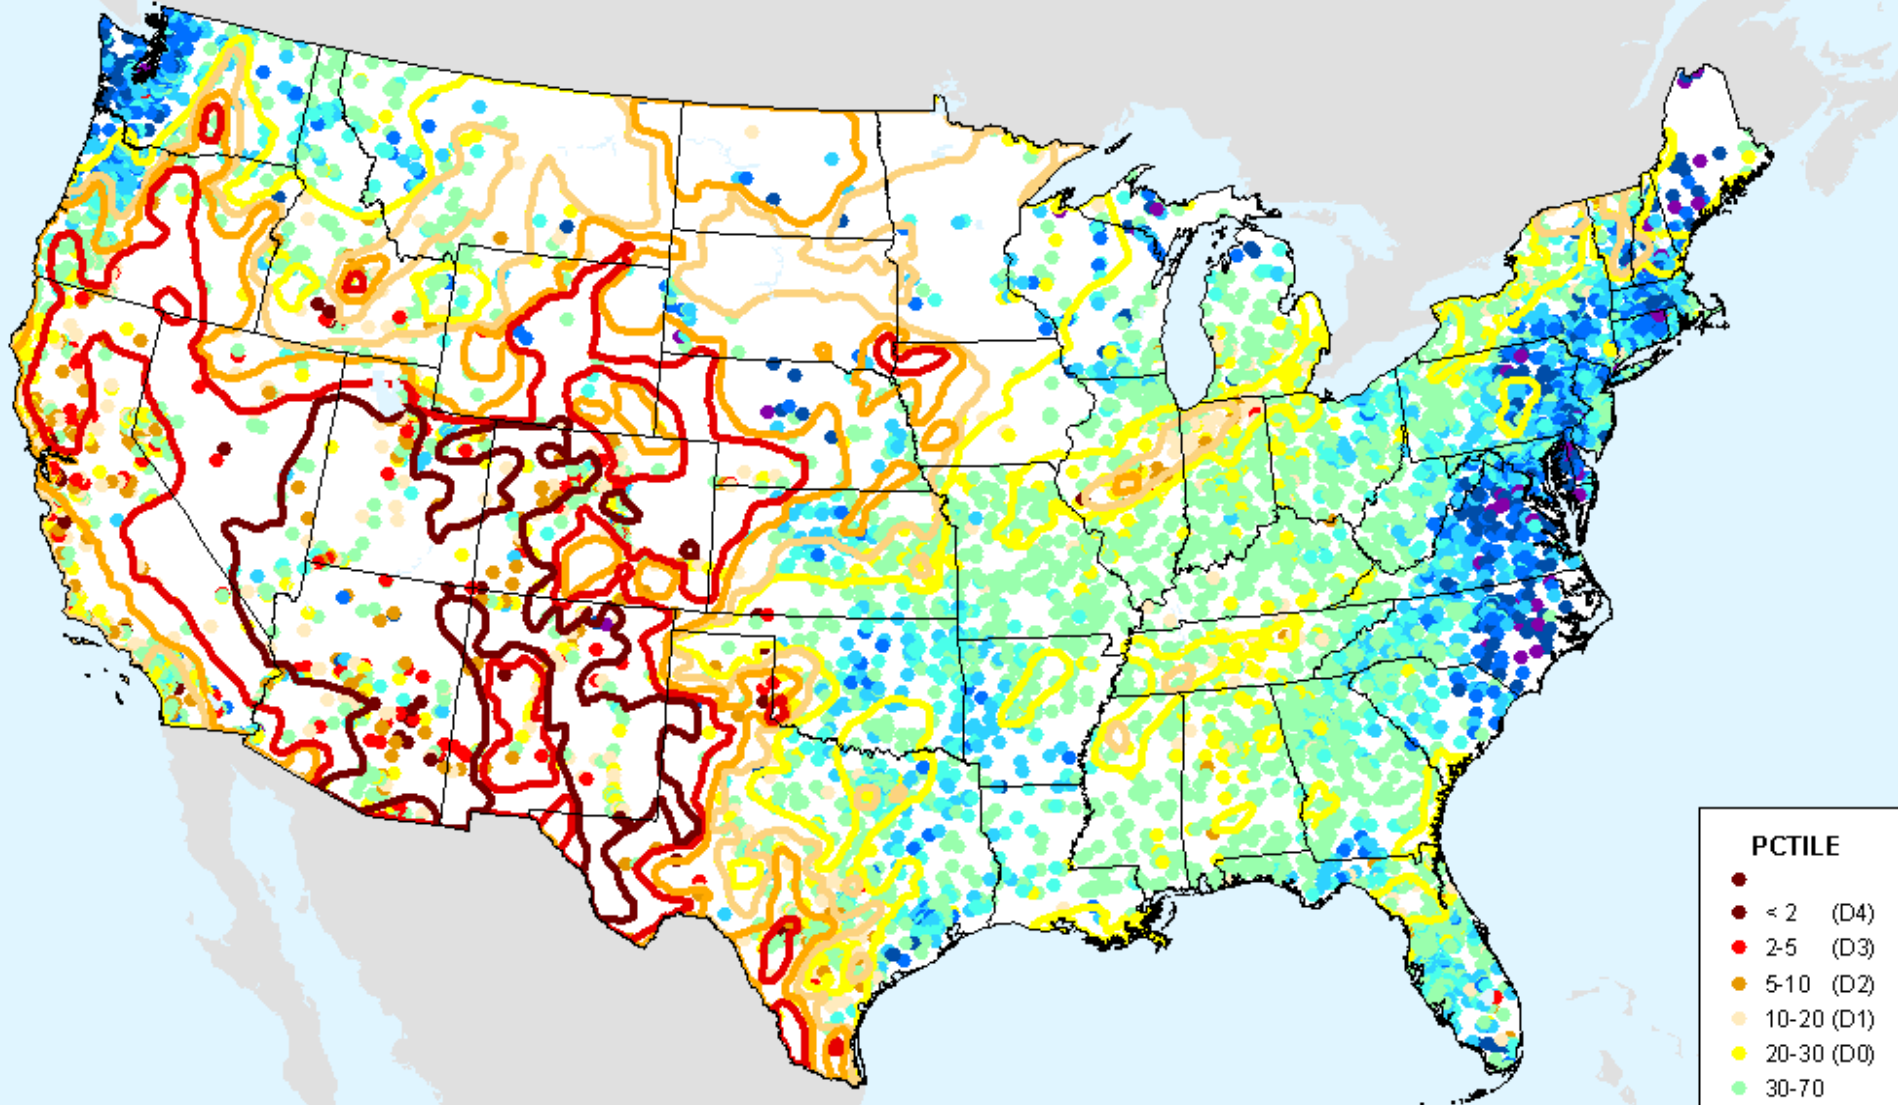 PCTILE
< 2 (D4)
2-5 (D3)
5-10 (D2)
10-20 (D1)
20-30 (D0)
30-70